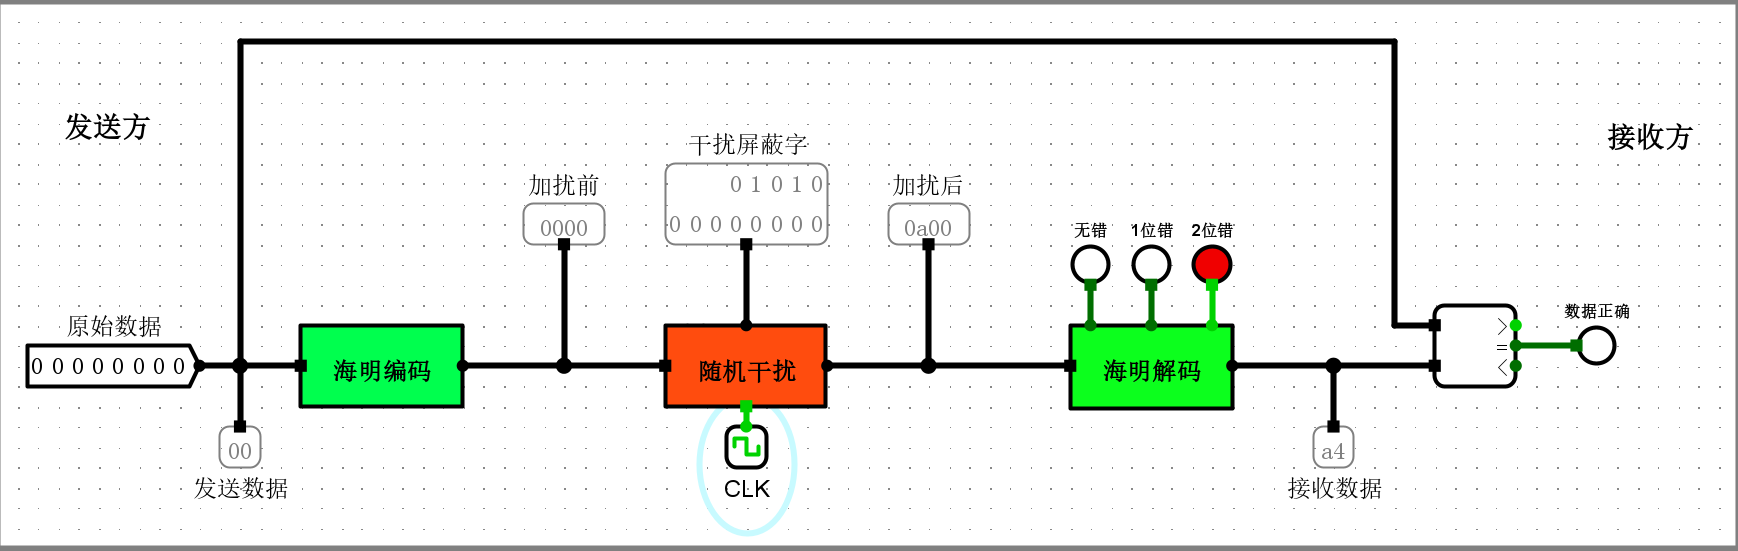 发送方
接收方
干扰屏蔽字
0 1 0 1 0
0 0 0 0 0 0 0 0
加扰前
0000
加扰后
0a00
无错
1位错
2位错
原始数据
0 0 0 0 0 0 0 0
海明编码
随机干扰
海明解码
>
=
<
数据正确
00
发送数据
CLK
a4
接收数据